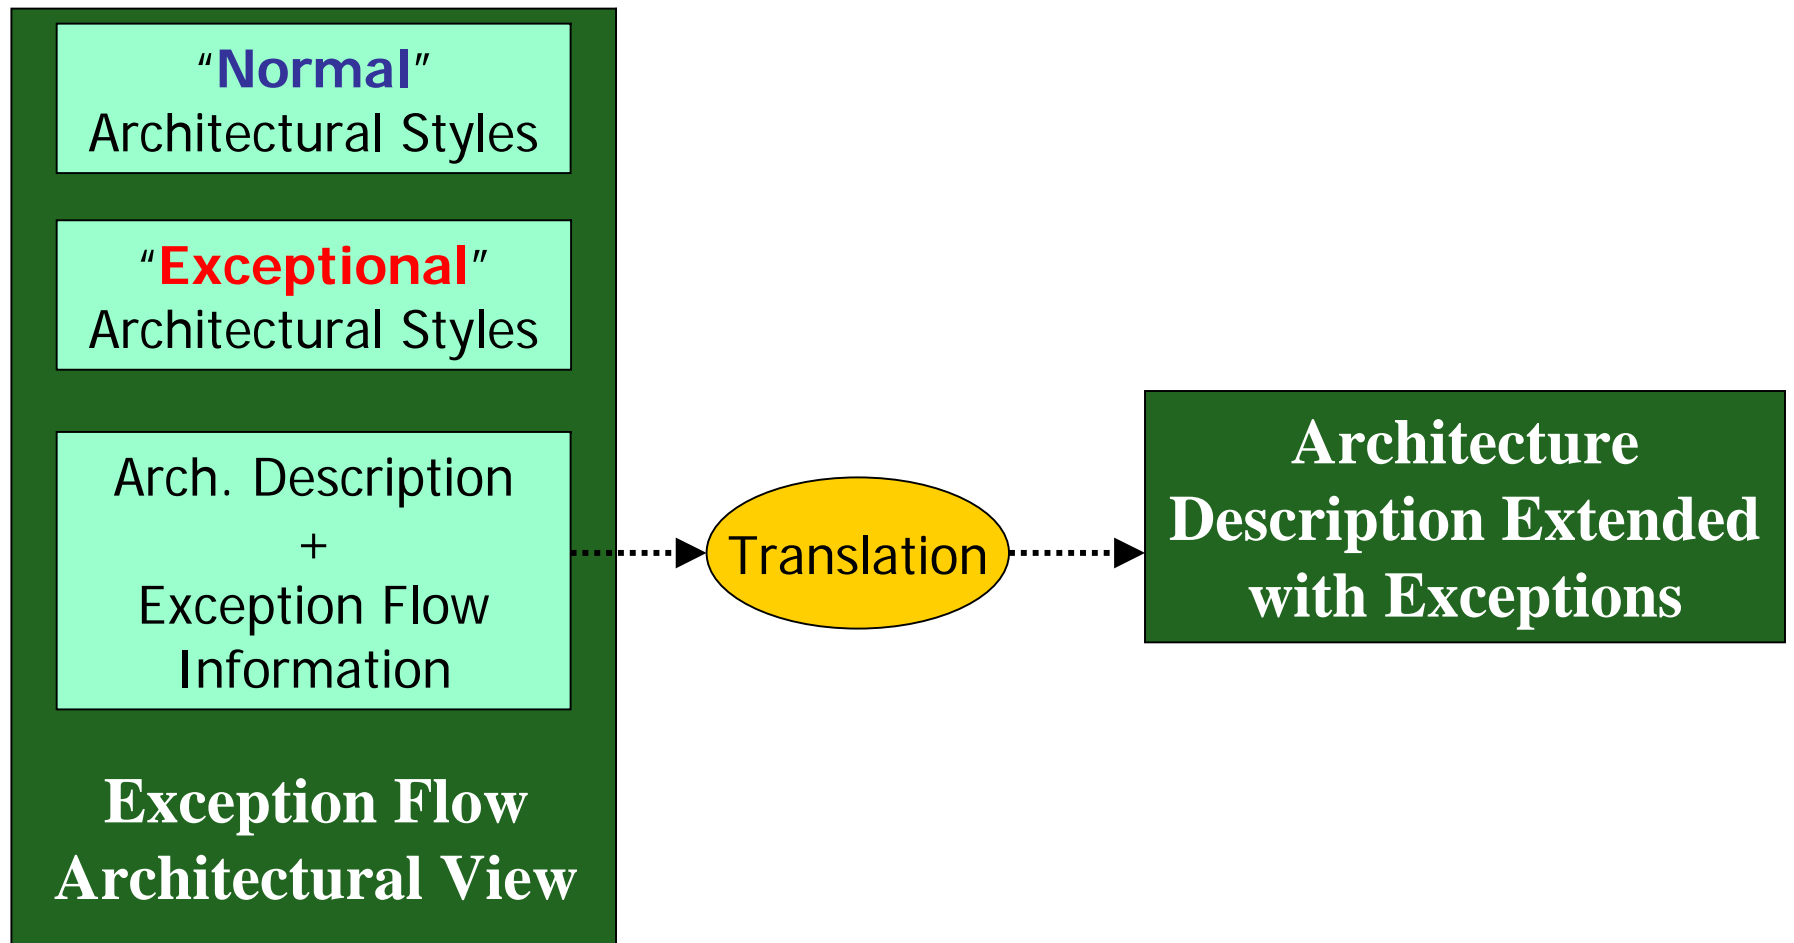 “Normal”
Architectural Styles
“Exceptional”
Architectural Styles
Arch. Description
+
Exception Flow
Information
Exception Flow
Architectural View
Translation
Architecture
Description Extended
with Exceptions